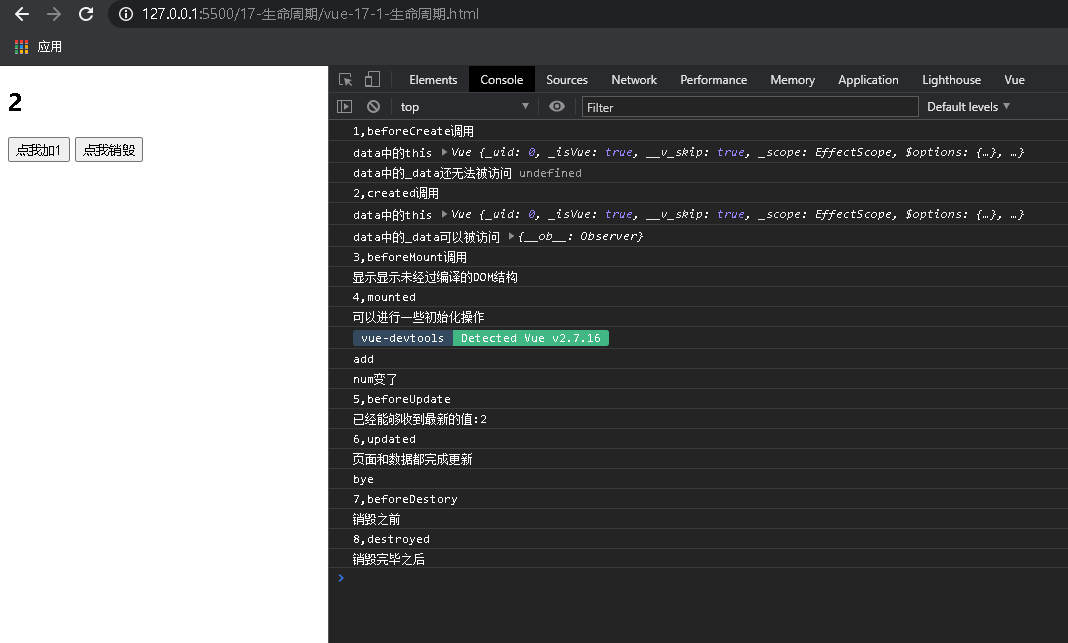 127.0.0.1:5500/17-生命周期/vue-17-1-生命周期.html
应用
2
点我加1 点我销毁
Elements Console Sources Network Performance Memory Application Lighthouse Vue
top Filter Default levels
1,beforeCreate调用
data中的this Vue {_uid: 0, _isVue: true, __v_skip: true, _scope: EffectScope, $options: {…}, …}
data中的_data还无法被访问 undefined
2,created调用
data中的this Vue {_uid: 0, _isVue: true, __v_skip: true, _scope: EffectScope, $options: {…}, …}
data中的_data可以被访问 {__ob__: Observer}
3,beforeMount调用
显示显示未经过编译的DOM结构
4,mounted
可以进行一些初始化操作
vue-devtools Detected Vue v2.7.16
add
num变了
5,beforeUpdate
已经能够收到最新的值:2
6,updated
页面和数据都完成更新
bye
7,beforeDestory
销毁之前
8,destroyed
销毁完毕之后